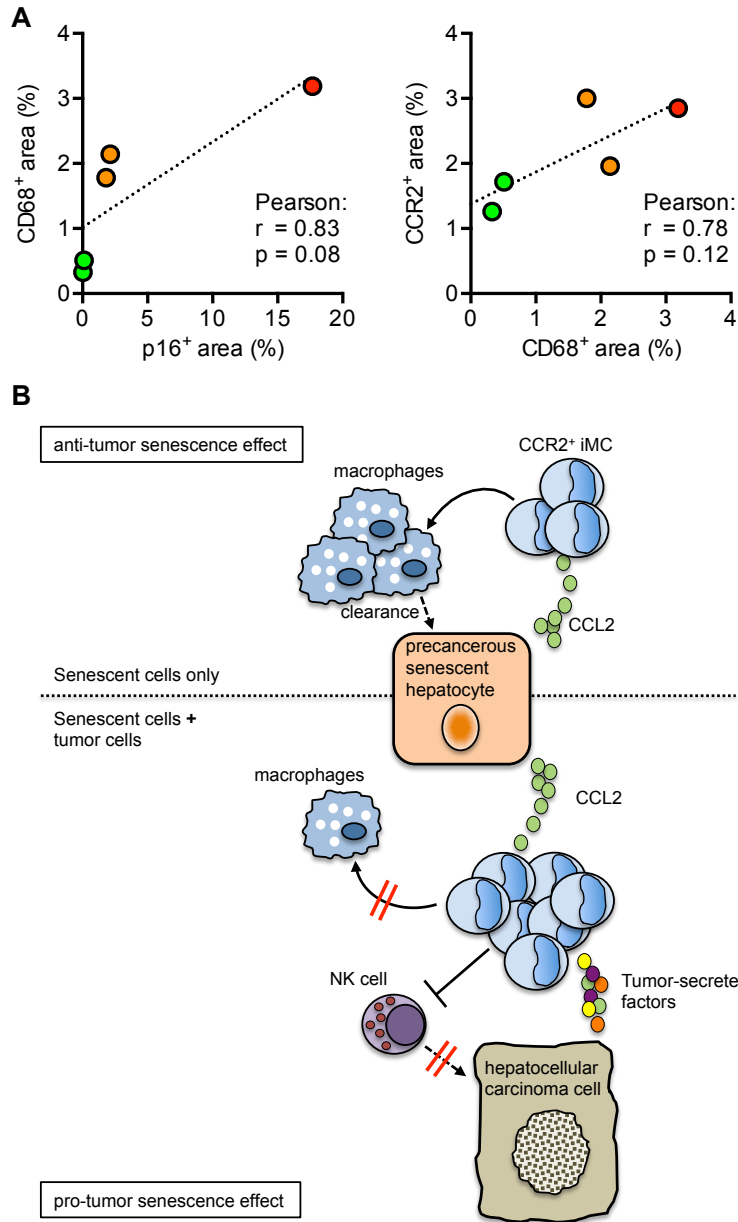 A
CD68+ area (%)
4
3
2
1
0
0 5 10 15 20
p16+ area (%)
Pearson:
r = 0.83
p = 0.08
CCR2+ area (%)
4
3
2
1
0
0 1 2 3 4
CD68+ area (%)
Pearson:
r = 0.78
p = 0.12
B
anti-tumor senescence effect
CCR2+ iMC
macrophages
clearance
CCL2
precancerous
senescent
hepatocyte
Senescent cells only
Senescent cells +
tumor cells
macrophages
CCL2
NK cell
Tumor-secrete
factors
hepatocellular
carcinoma cell
pro-tumor senescence effect